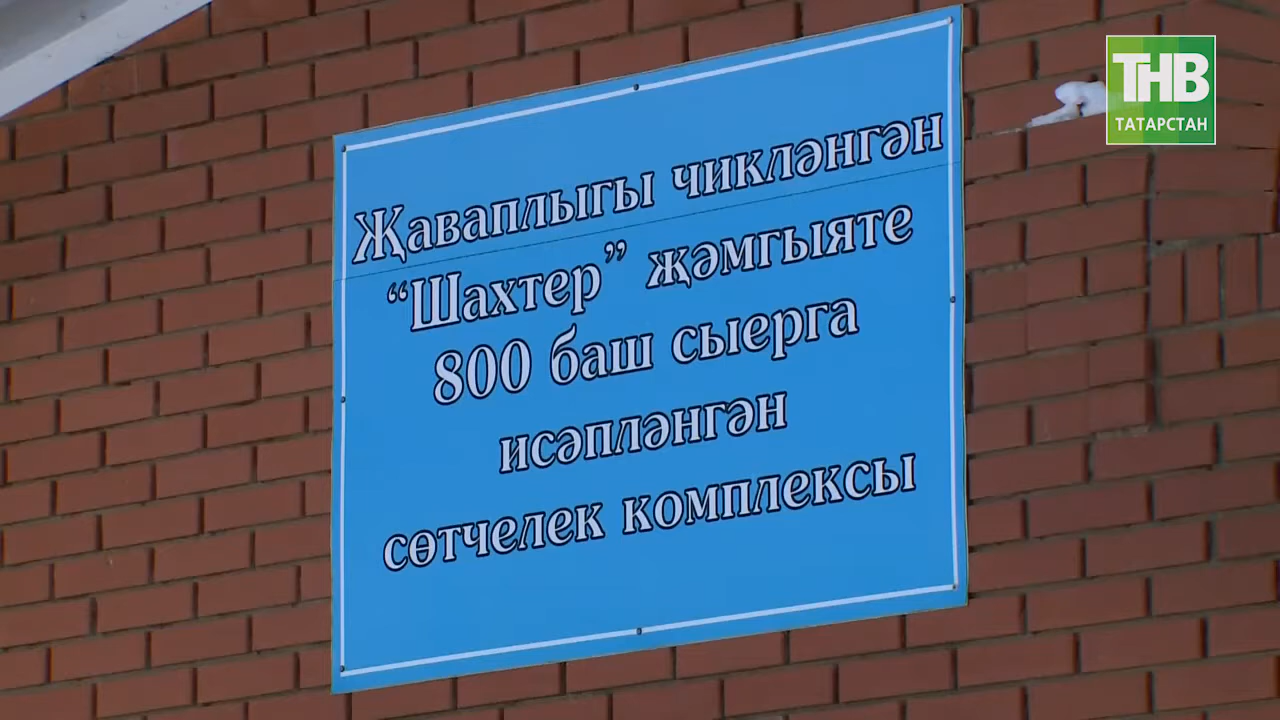 Җаваплыгы чикләнгән
“Шахтер” җәмгыяте
800 баш сыерга
исәпләнгән
сөтчелек комплексы
ТНВ
ТАТАРСТАН